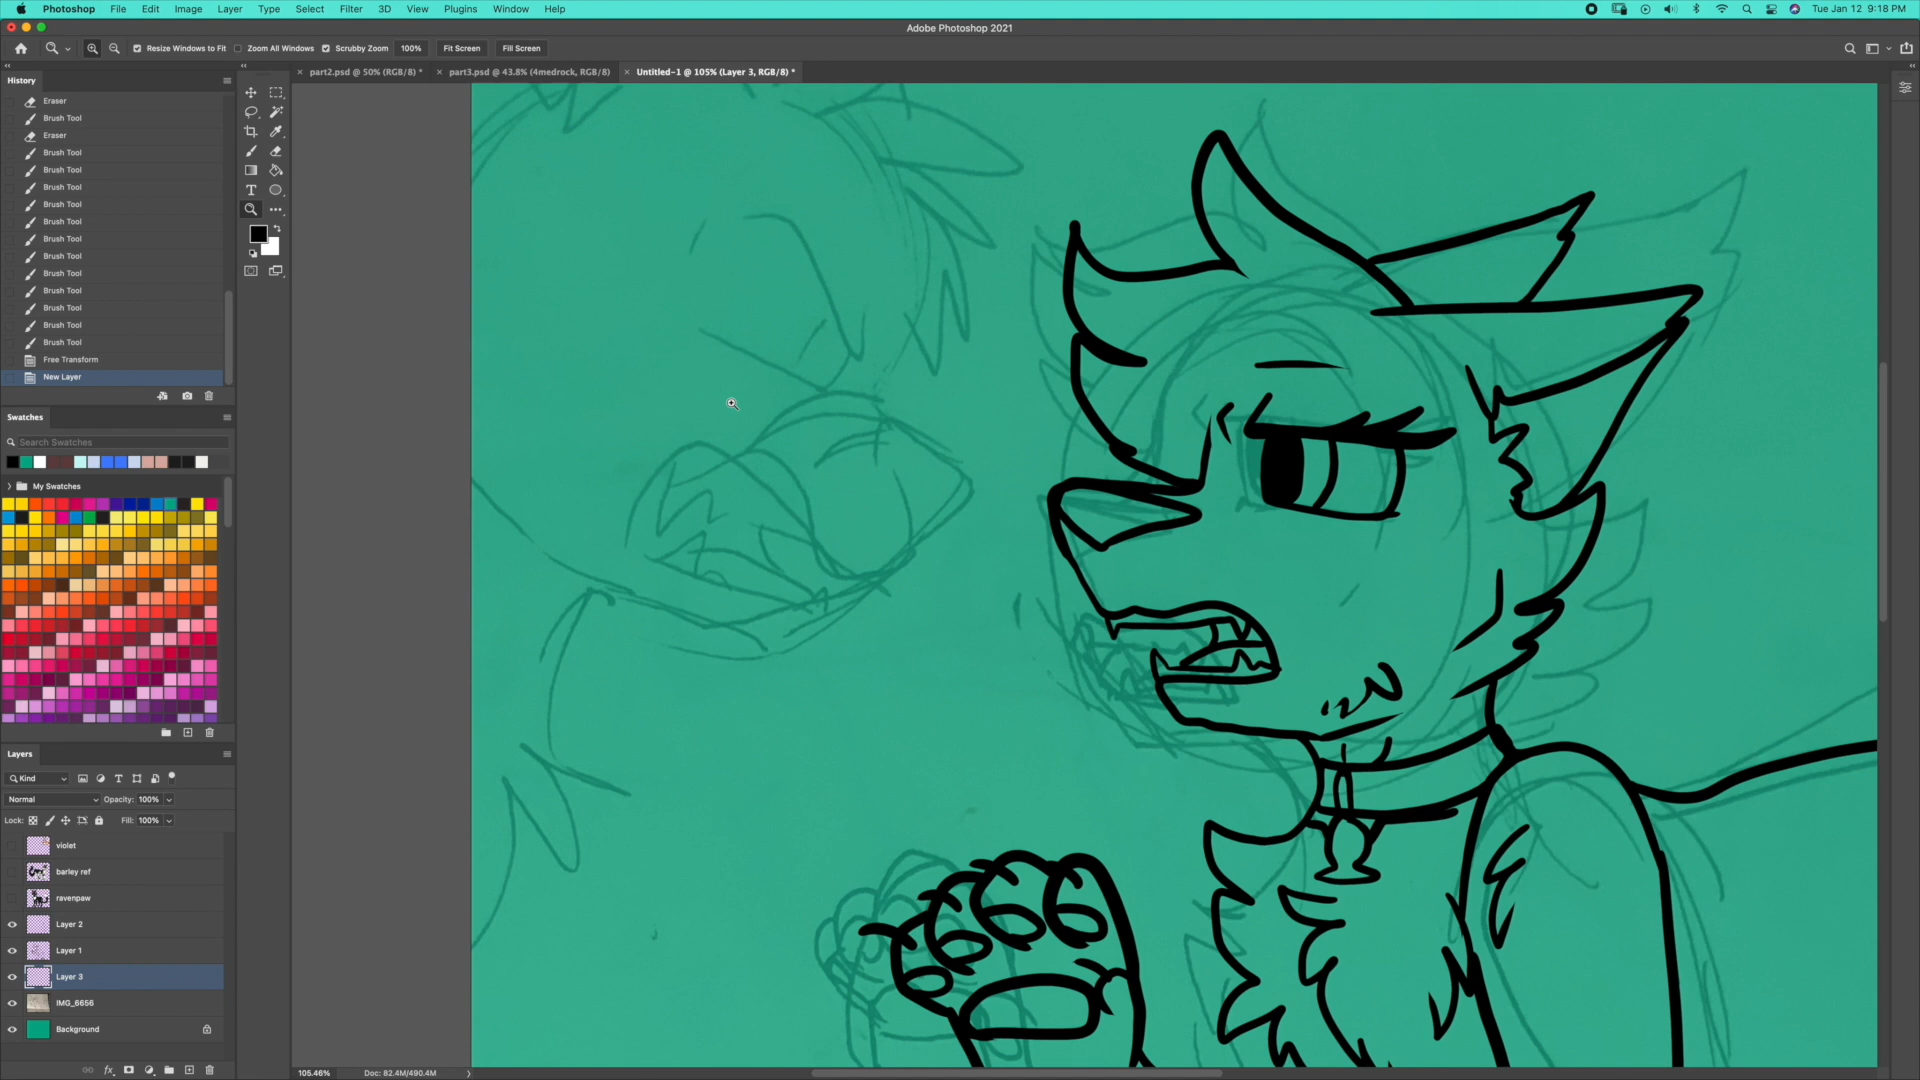 Photoshop File Edit Image Layer Type Select Filter 3D View Plugins Window Help Tue Jan 12 9:18 PM
Adobe Photoshop 2021
Resize Windows to Fit Zoom All Windows Scrubby Zoom 100% Fit Screen Fill Screen
part2.psd @ 50% (RGB/8) * part3.psd @ 43.8% (4medrock, RGB/8) Untitled-1 @ 105% (Layer 3, RGB/8) *
History
Eraser
Brush Tool
Eraser
Brush Tool
Brush Tool
Brush Tool
Brush Tool
Brush Tool
Brush Tool
Brush Tool
Brush Tool
Brush Tool
Brush Tool
Brush Tool
Brush Tool
Free Transform
New Layer
Swatches
Search Swatches
My Swatches
Layers
Kind
Normal Opacity: 100%
Lock: Fill: 100%
violet
barley ref
ravenpaw
Layer 2
Layer 1
Layer 3
IMG_6656
Background
105.46% Doc: 82.4M/490.4M